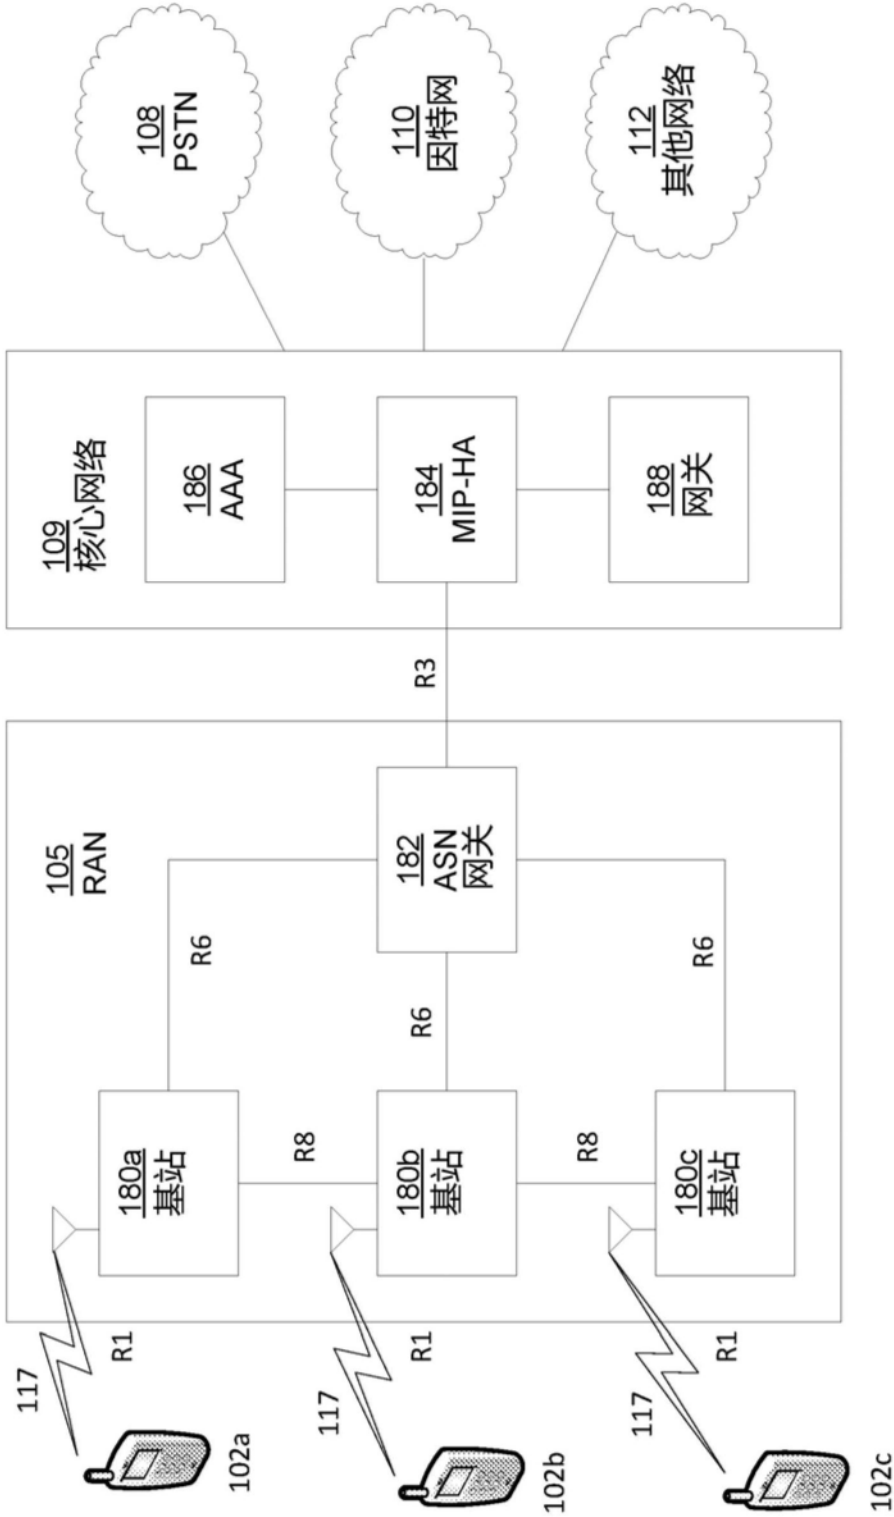 117
R1
102a
117
R1
102b
117
R1
102c
105
RAN
180a
基站
R8
180b
基站
R8
180c
基站
R6
R6
R6
182
ASN
网关
R3
109
核心网络
186
AAA
184
MIP-HA
188
网关
108
PSTN
110
因特网
112
其他网络